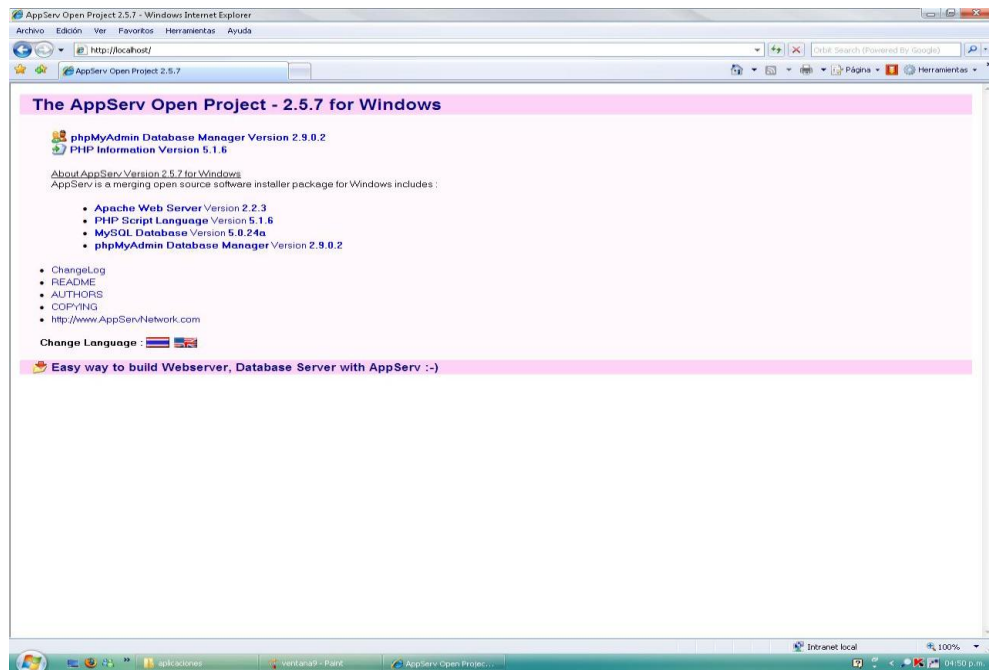 AppServ Open Project 2.5.7 - Windows Internet Explorer
Archivo Edición Ver Favoritos Herramientas Ayuda
http://localhost/
Orbit Search (Powered By Google)
AppServ Open Project 2.5.7
Página
Herramientas
The AppServ Open Project - 2.5.7 for Windows
phpMyAdmin Database Manager Version 2.9.0.2
PHP Information Version 5.1.6
About AppServ Version 2.5.7 for Windows
AppServ is a merging open source software installer package for Windows includes :
Apache Web Server Version 2.2.3
PHP Script Language Version 5.1.6
MySQL Database Version 5.0.24a
phpMyAdmin Database Manager Version 2.9.0.2
ChangeLog
README
AUTHORS
COPYING
http://www.AppServNetwork.com
Change Language :
Easy way to build Webserver, Database Server with AppServ :-)
Intranet local
100%
aplicaciones
ventana9 - Paint
AppServ Open Projec...
04:50 p.m.